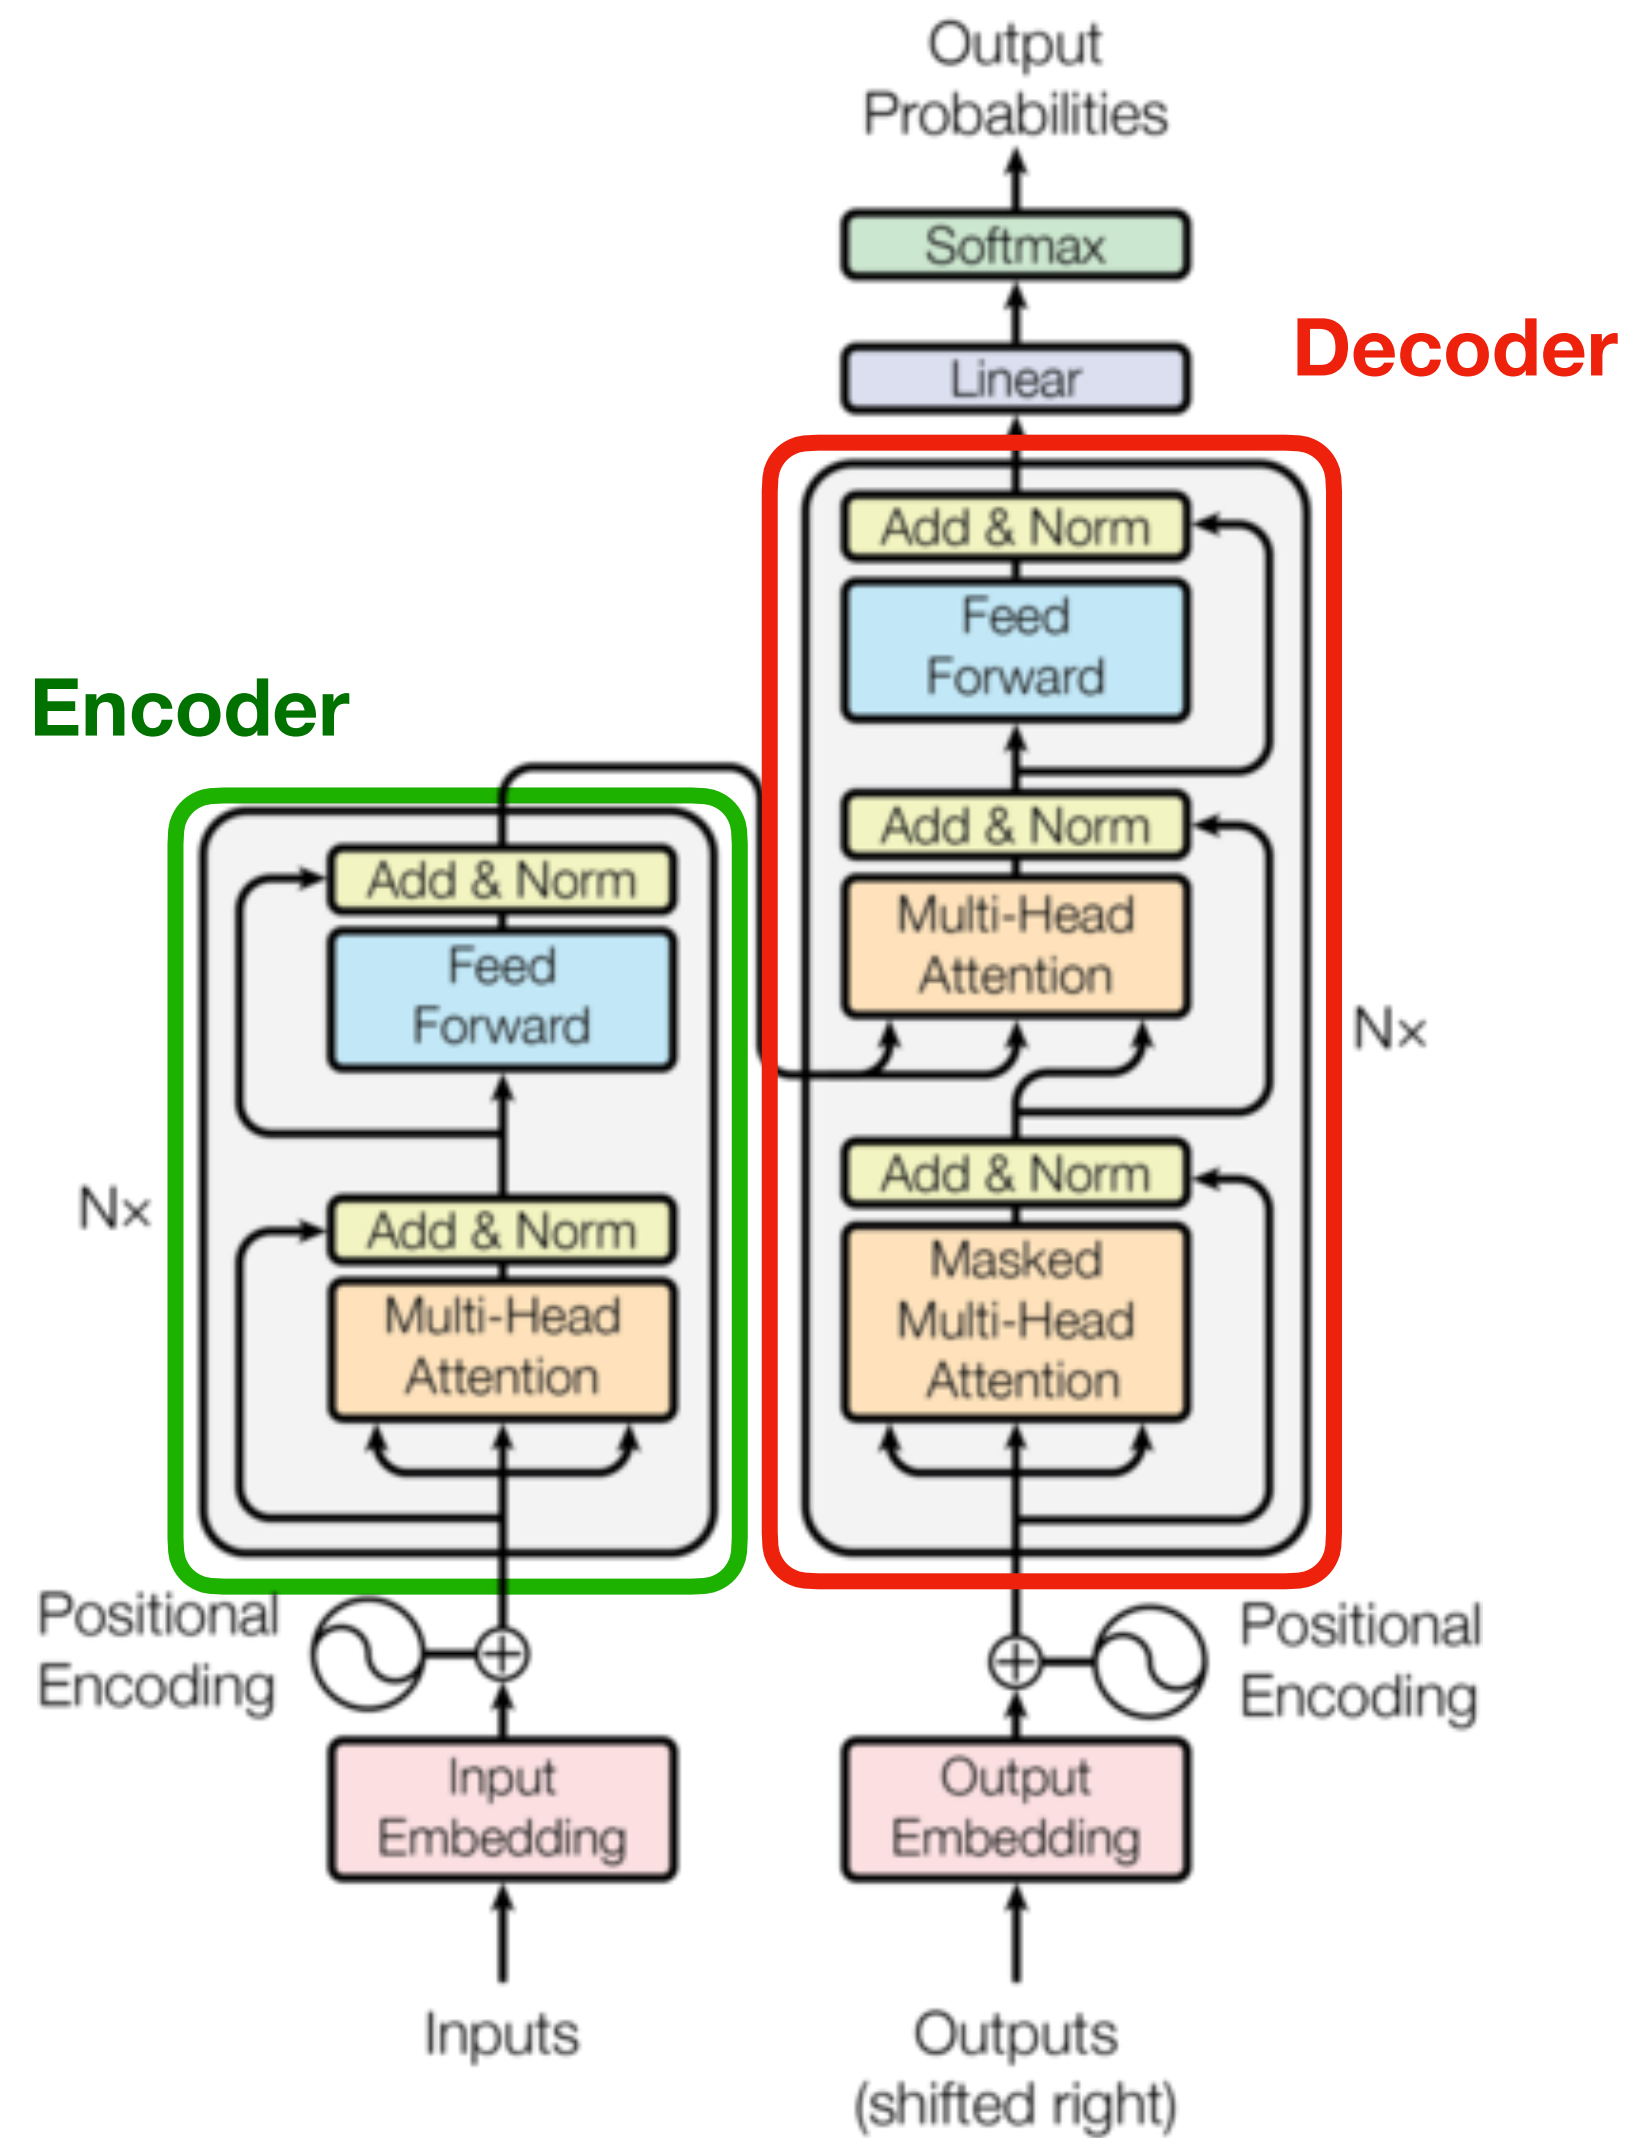 Output
Probabilities
Softmax
Linear
Decoder
Add & Norm
Feed
Forward
Add & Norm
Multi-Head
Attention
Nx
Add & Norm
Masked
Multi-Head
Attention
Encoder
Add & Norm
Feed
Forward
Nx
Add & Norm
Multi-Head
Attention
Positional
Encoding
Positional
Encoding
Input
Embedding
Output
Embedding
Inputs
Outputs
(shifted right)